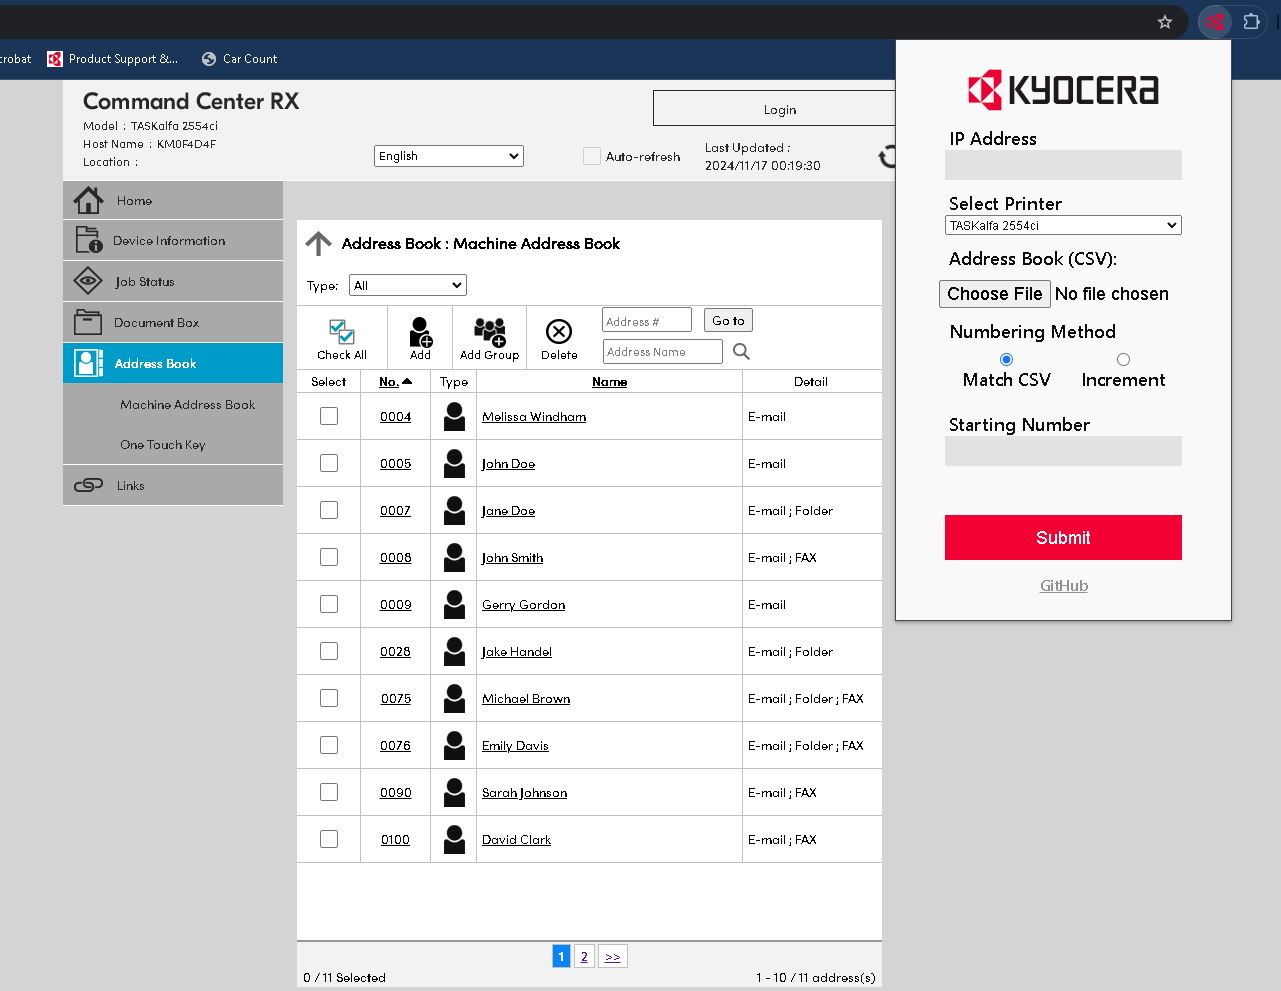 crobat
Product Support &...
Car Count
Command Center RX
Model : TASKalfa 2554ci
Host Name : KM0F4D4F
Location :
English
Auto-refresh
Login
Last Updated :
2024/11/17 00:19:30
Home
Device Information
Job Status
Document Box
Address Book
Machine Address Book
One Touch Key
Links
Address Book : Machine Address Book
Type: All
Check All
Add
Add Group
Delete
Address # Go to
Address Name
Select No. Type Name Detail
0004 Melissa Windham E-mail
0005 John Doe E-mail
0007 Jane Doe E-mail ; Folder
0008 John Smith E-mail ; FAX
0009 Gerry Gordon E-mail
0028 Jake Handel E-mail ; Folder
0075 Michael Brown E-mail ; Folder ; FAX
0076 Emily Davis E-mail ; Folder ; FAX
0090 Sarah Johnson E-mail ; FAX
0100 David Clark E-mail ; FAX
1 2 >>
0 / 11 Selected 1 - 10 / 11 address(s)
KYOCERA
IP Address
Select Printer
TASKalfa 2554ci
Address Book (CSV):
Choose File No file chosen
Numbering Method
Match CSV Increment
Starting Number
Submit
GitHub